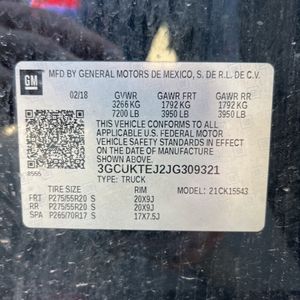 GM
MFD BY GENERAL MOTORS DE MEXICO, S. DE R.L. DE C.V.
02/18 GVWR GAWR FRT GAWR RR
3266 KG 1792 KG 1792 KG
7200 LB 3950 LB 3950 LB
THIS VEHICLE CONFORMS TO ALL
APPLICABLE U.S. FEDERAL MOTOR
VEHICLE SAFETY AND THEFT
PREVENTION STANDARDS IN EFFECT
ON THE DATE OF MANUFACTURE
SHOWN ABOVE.
3GCUKTEJ2JG309321
TYPE: TRUCK
TIRE SIZE RIM 21CK15543
FRT P275/55R20 S 20X9J
RR P275/55R20 S 20X9J
SPA P265/70R17 S 17X7.5J